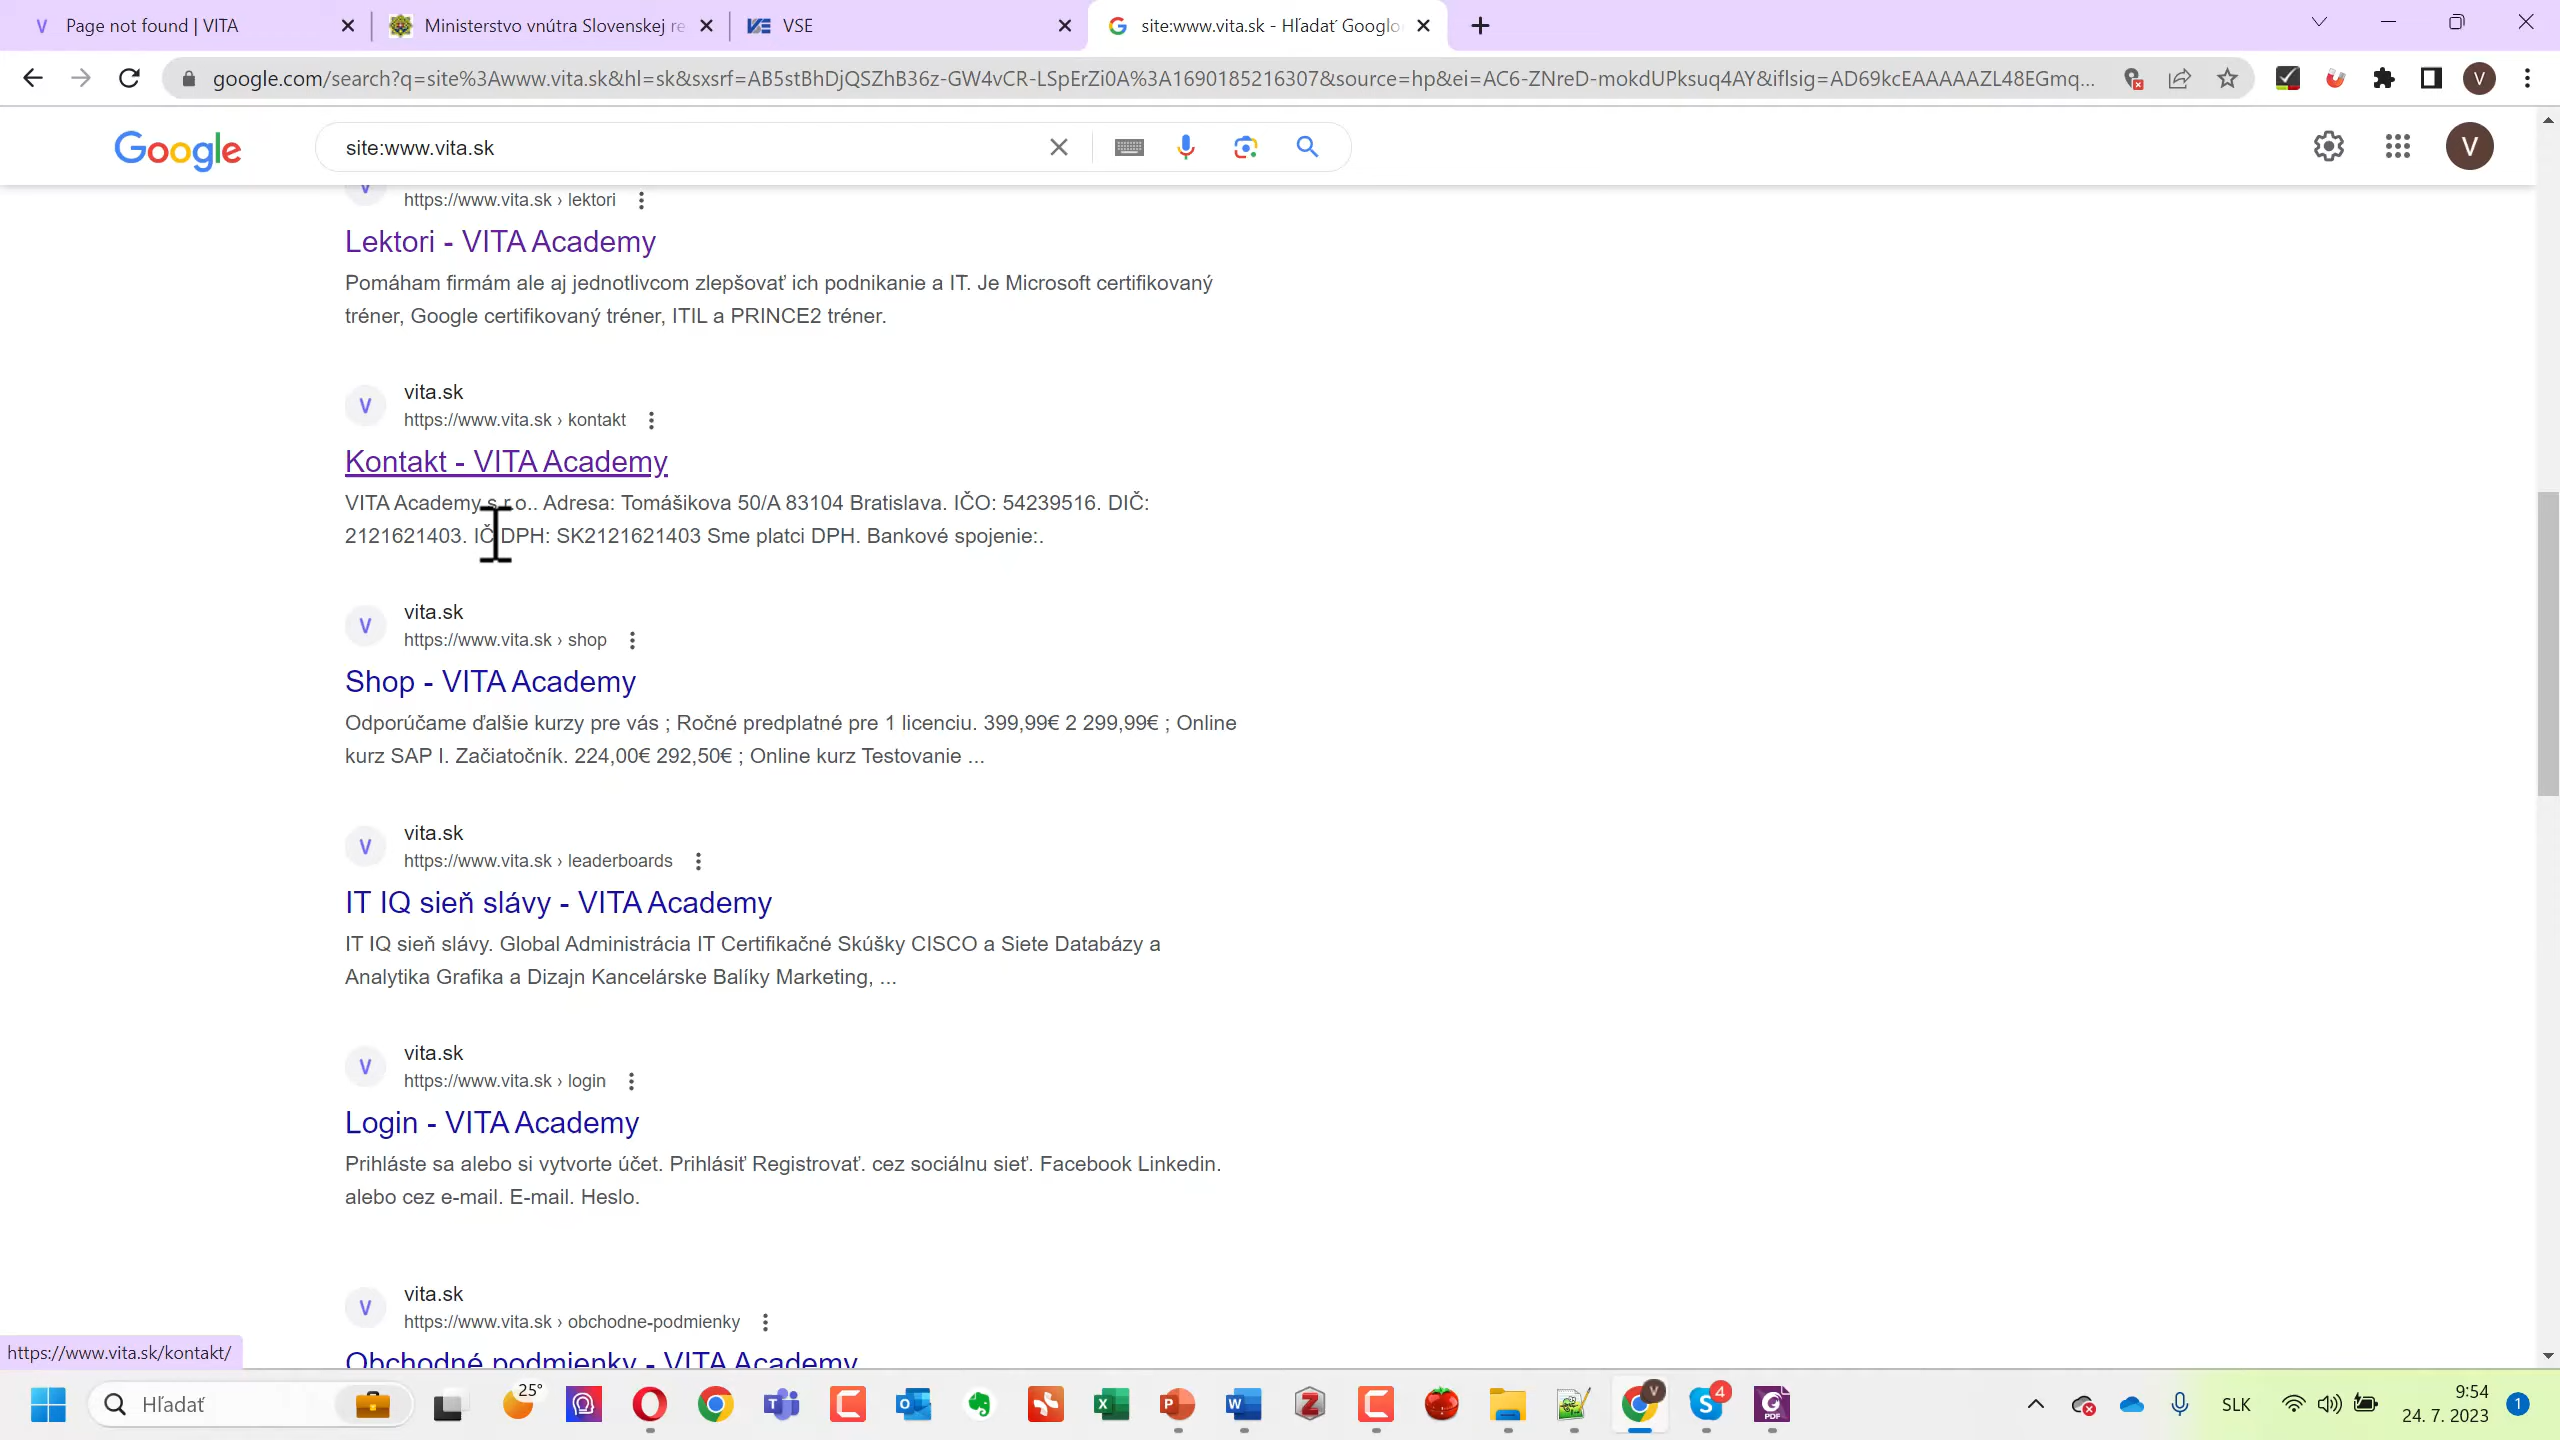 V Page not found | VITA
Ministerstvo vnútra Slovenskej re
VSE
site:www.vita.sk - Hľadať Googlo
google.com/search?q=site%3Awww.vita.sk&hl=sk&sxsrf=AB5stBhDjQSZhB36z-GW4vCR-LSpErZi0A%3A1690185216307&source=hp&ei=AC6-ZNreD-mokdUPksuq4AY&iflsig=AD69kcEAAAAAZL48EGmq...
V
Google
site:www.vita.sk
V
V
https://www.vita.sk › lektori
Lektori - VITA Academy
Pomáham firmám ale aj jednotlivcom zlepšovať ich podnikanie a IT. Je Microsoft certifikovaný
tréner, Google certifikovaný tréner, ITIL a PRINCE2 tréner.
V
vita.sk
https://www.vita.sk › kontakt
Kontakt - VITA Academy
VITA Academy s.r.o.. Adresa: Tomášikova 50/A 83104 Bratislava. IČO: 54239516. DIČ:
2121621403. IČ DPH: SK2121621403 Sme platci DPH. Bankové spojenie:.
V
vita.sk
https://www.vita.sk › shop
Shop - VITA Academy
Odporúčame ďalšie kurzy pre vás ; Ročné predplatné pre 1 licenciu. 399,99€ 2 299,99€ ; Online
kurz SAP I. Začiatočník. 224,00€ 292,50€ ; Online kurz Testovanie ...
V
vita.sk
https://www.vita.sk › leaderboards
IT IQ sieň slávy - VITA Academy
IT IQ sieň slávy. Global Administrácia IT Certifikačné Skúšky CISCO a Siete Databázy a
Analytika Grafika a Dizajn Kancelárske Balíky Marketing, ...
V
vita.sk
https://www.vita.sk › login
Login - VITA Academy
Prihláste sa alebo si vytvorte účet. Prihlásiť Registrovať. cez sociálnu sieť. Facebook Linkedin.
alebo cez e-mail. E-mail. Heslo.
V
vita.sk
https://www.vita.sk › obchodne-podmienky
Obchodné podmienky - VITA Academy
https://www.vita.sk/kontakt/
Hľadať
25°
4
SLK
9:54
24. 7. 2023
1